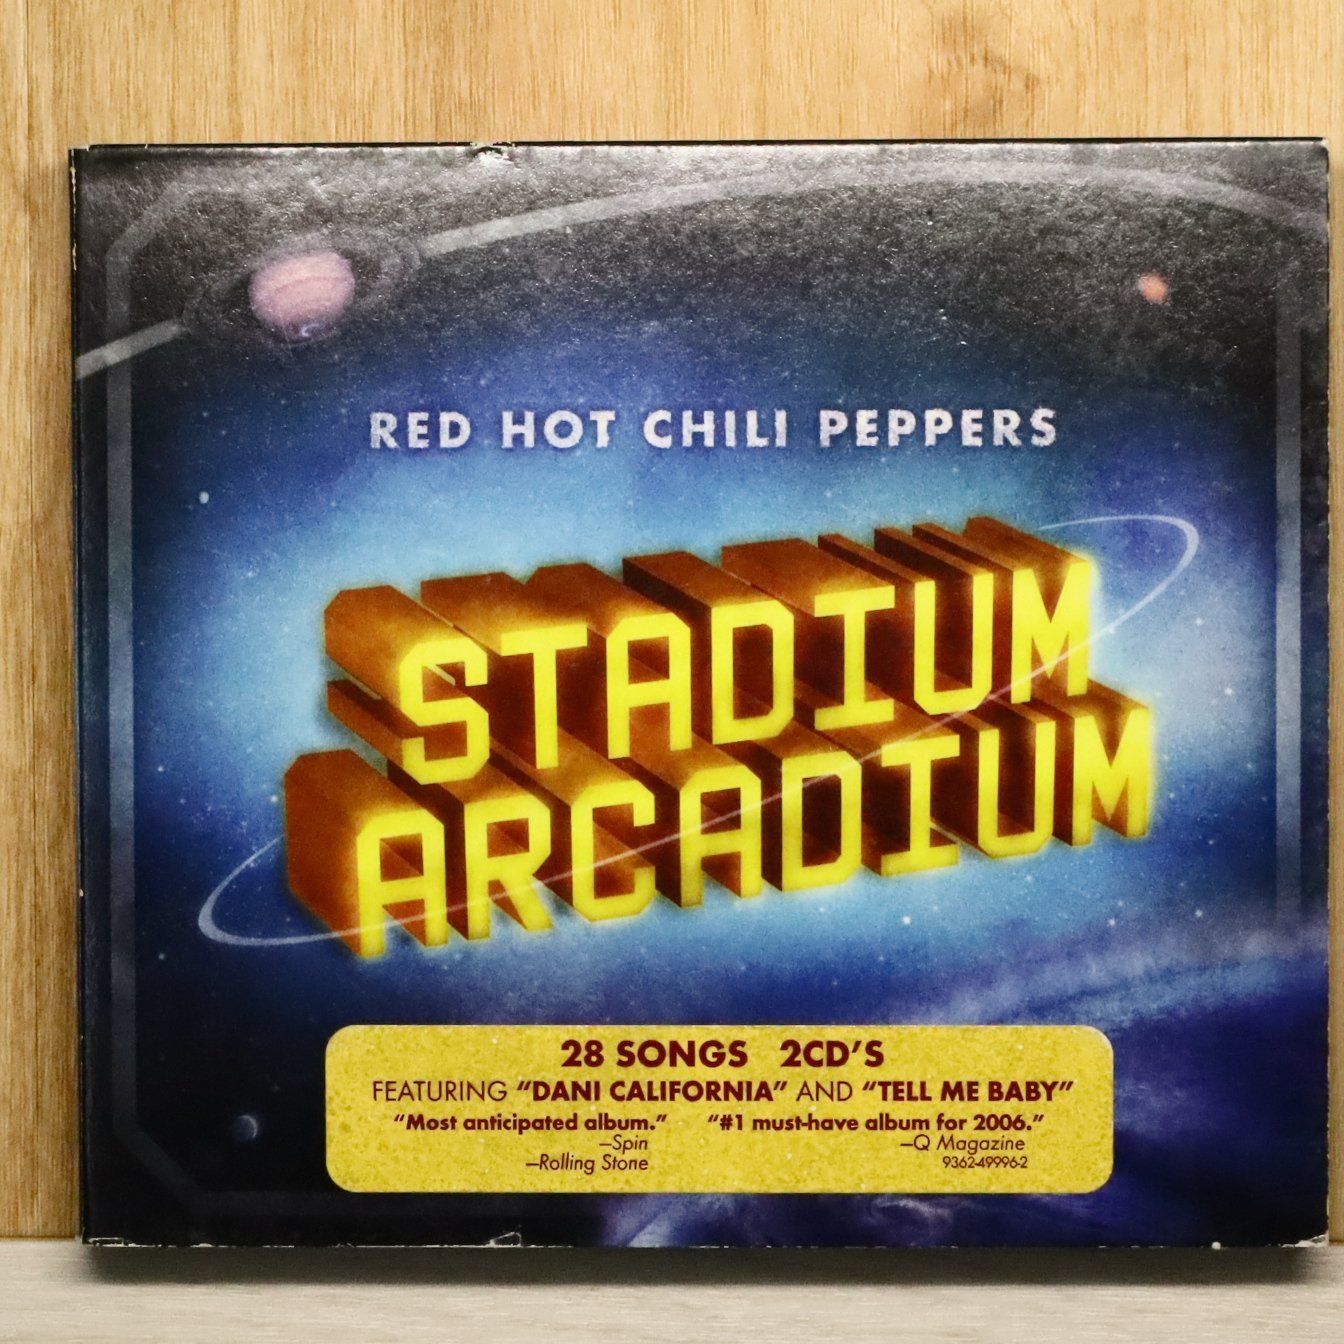 RED HOT CHILI PEPPERS
STADIUM
ARCADIUM
28 SONGS 2CD'S
FEATURING "DANI CALIFORNIA" AND "TELL ME BABY"
"Most anticipated album." "#1 must-have album for 2006."
—Spin —Q Magazine
—Rolling Stone 9362-49996-2